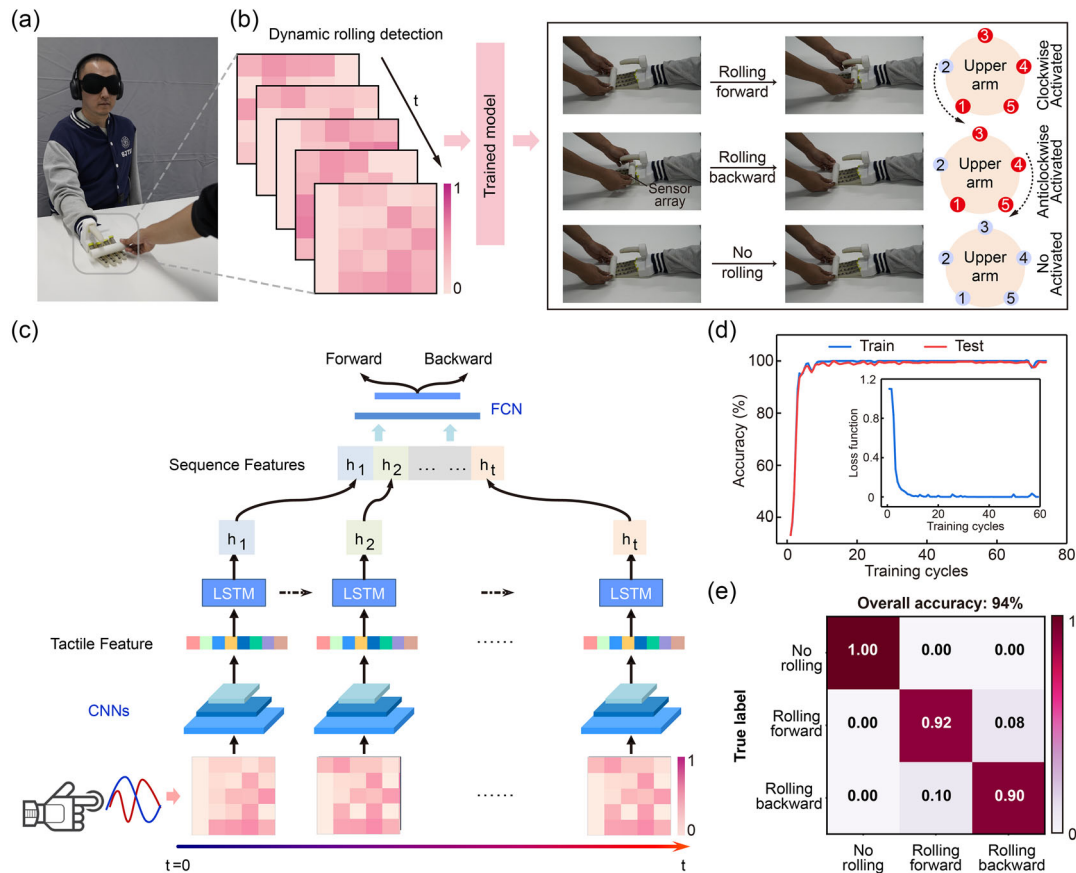 (a)
(b)
Dynamic rolling detection
t
1
0
Trained model
Rolling
forward
Rolling
backward
Sensor
array
No
rolling
3
2
Upper
arm
4
1
5
Clockwise
Activated
3
2
Upper
arm
4
1
5
Anticlockwise
Activated
3
2
Upper
arm
4
1
5
No
Activated
(c)
Forward
Backward
FCN
Sequence Features
h1
h2
... ...
ht
h1
h2
ht
LSTM
LSTM
LSTM
Tactile Feature
......
CNNs
......
1
0
t=0
t
(d)
Train
Test
100
80
60
40
Accuracy (%)
0
20
40
60
80
Training cycles
1.2
0.8
0.4
0
Loss function
0
20
40
60
Training cycles
(e)
Overall accuracy: 94%
True label
No
rolling
1.00
0.00
0.00
Rolling
forward
0.00
0.92
0.08
Rolling
backward
0.00
0.10
0.90
No
rolling
Rolling
forward
Rolling
backward
1
0